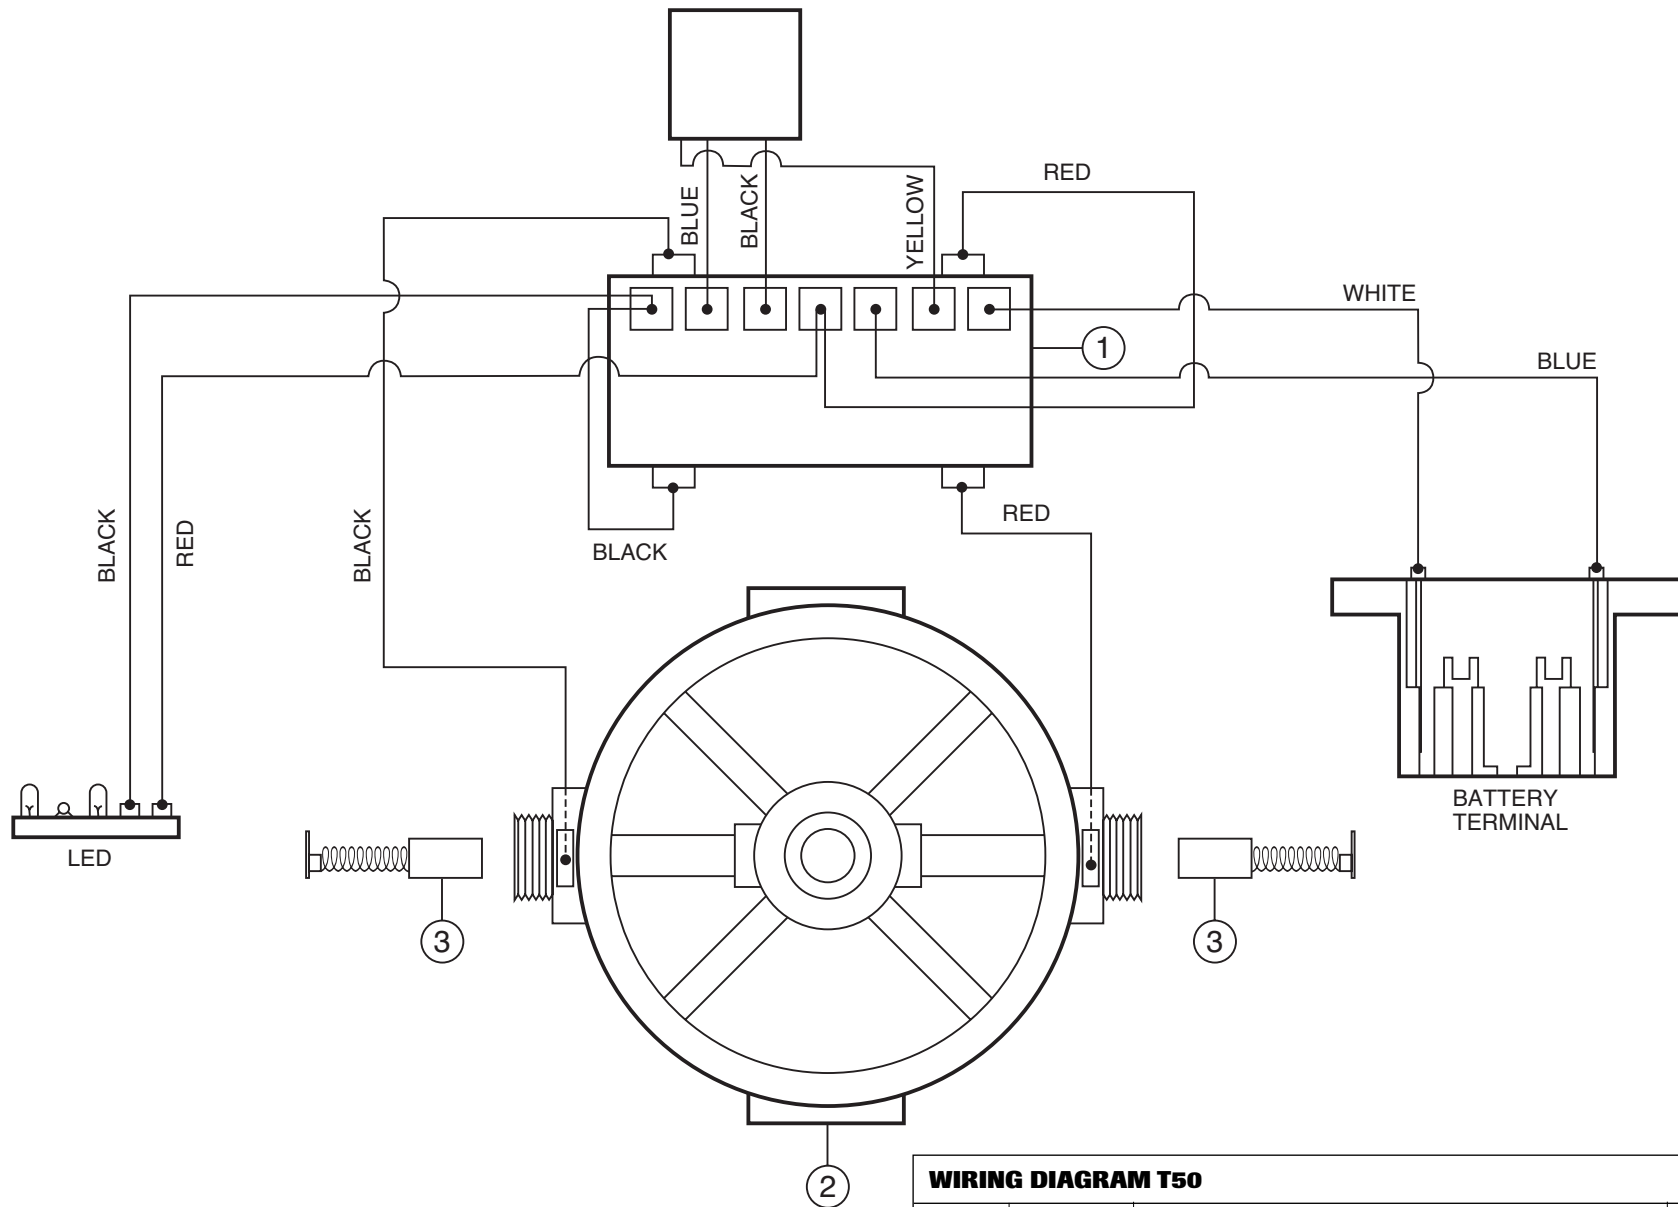 RED
BLUE
BLACK
YELLOW
WHITE
1
BLUE
BLACK
RED
BLACK
BLACK
RED
BATTERY
TERMINAL
LED
3
3
2
WIRING DIAGRAM T50